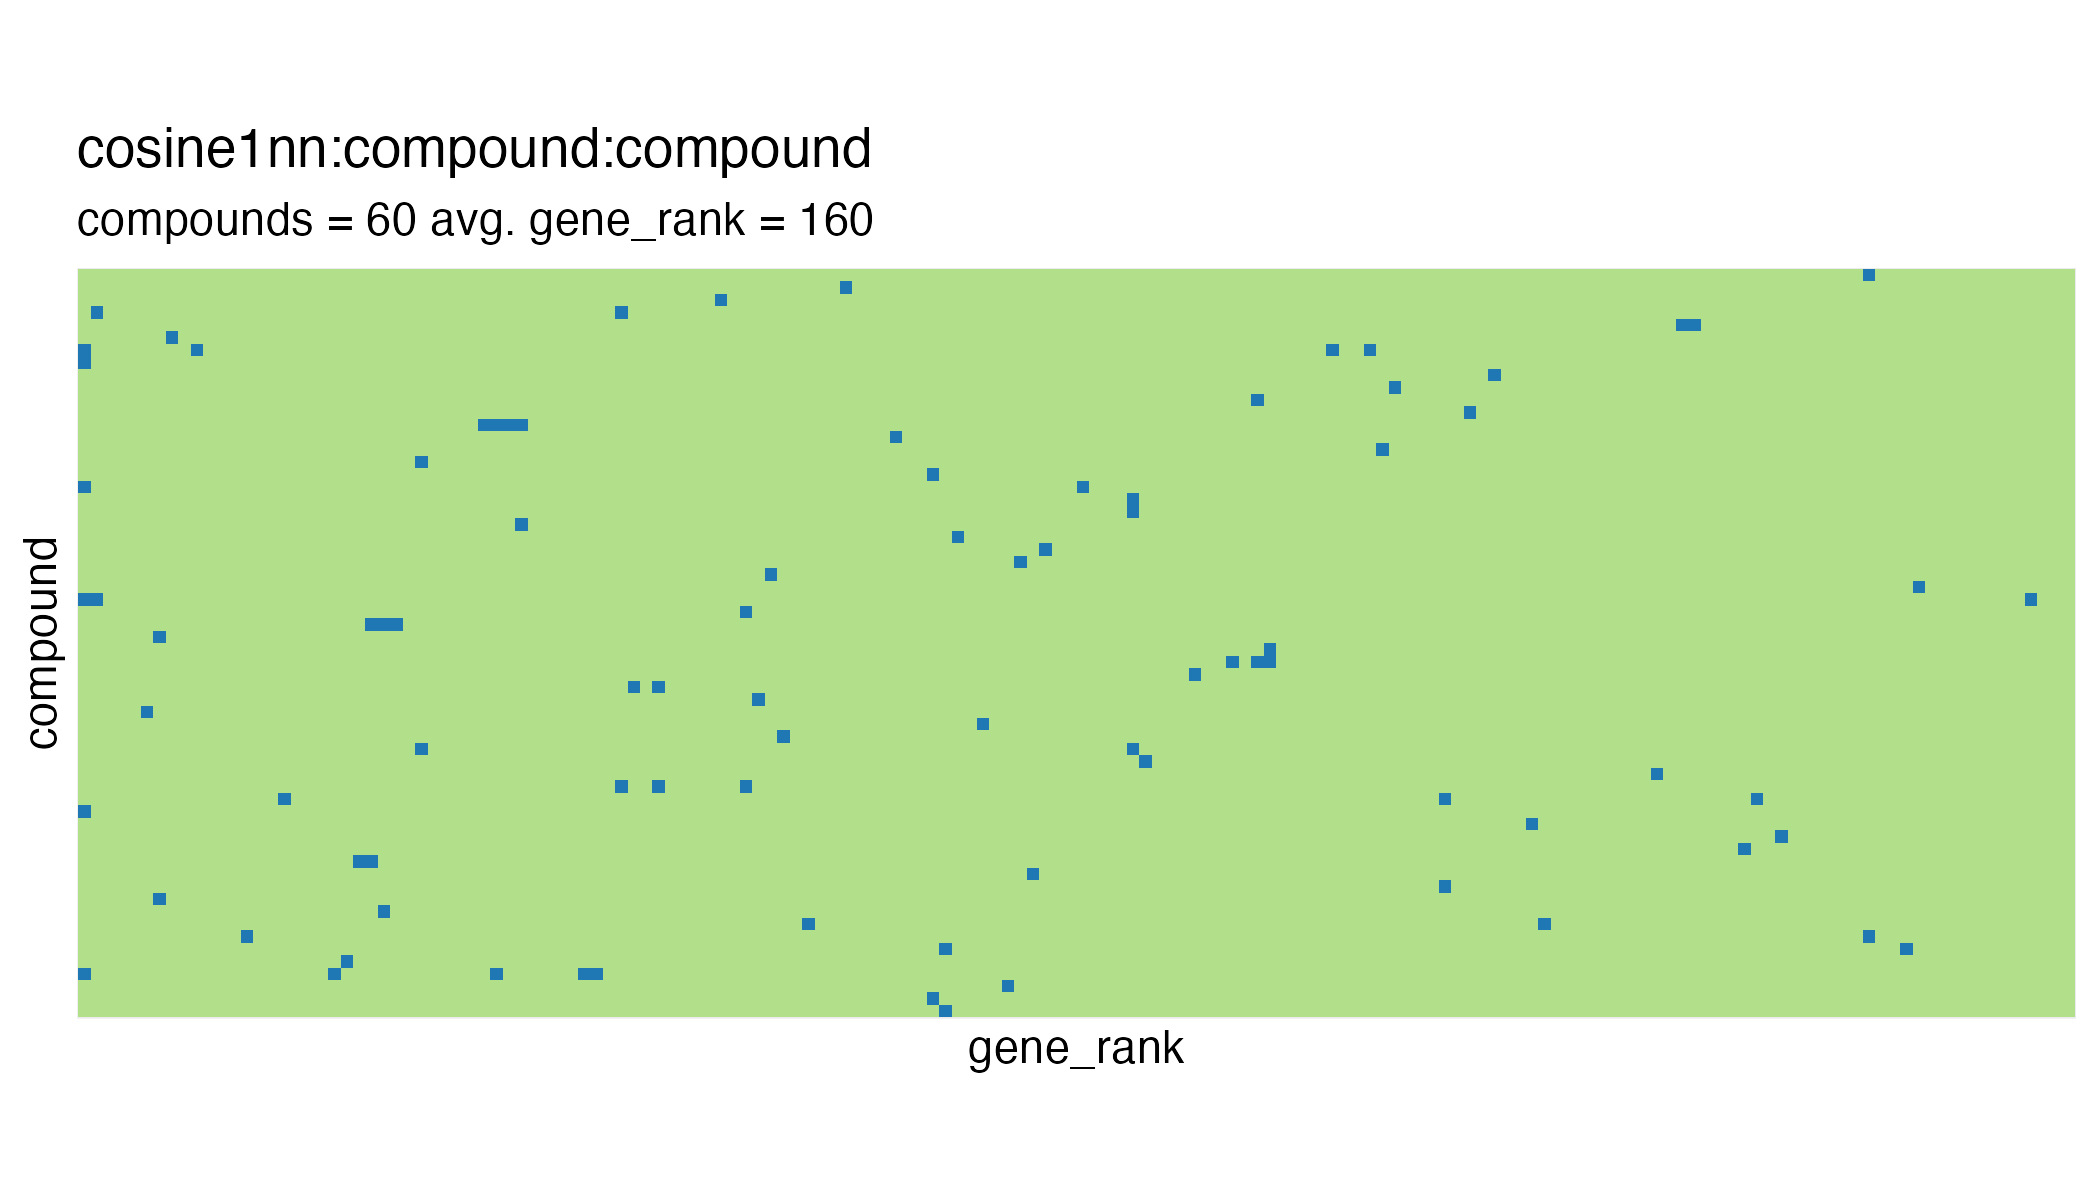 cosine1nn:compound:compound
compounds = 60 avg. gene_rank = 160
compound
gene_rank